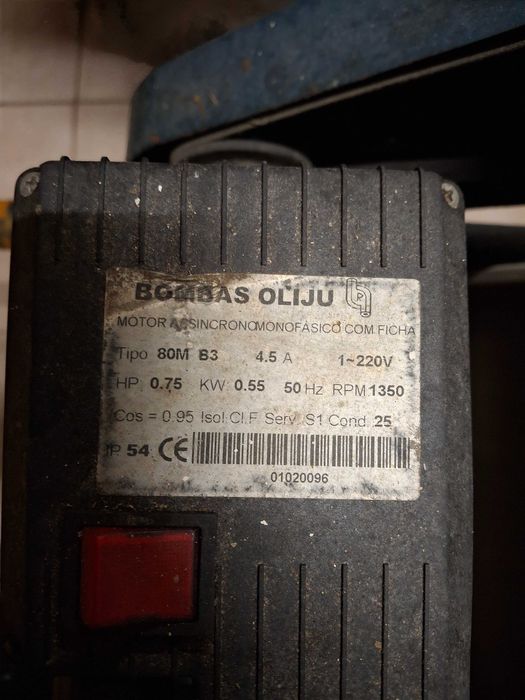 BOMBAS OLIJU
MOTOR ASSINCRONO MONOFÁSICO COM FICHA
Tipo 80M B3 4.5 A 1~220V
HP 0.75 KW 0.55 50 Hz RPM 1350
Cos = 0.95 Isol.Cl.F Serv. S1 Cond. 25
IP 54 CE
01020096